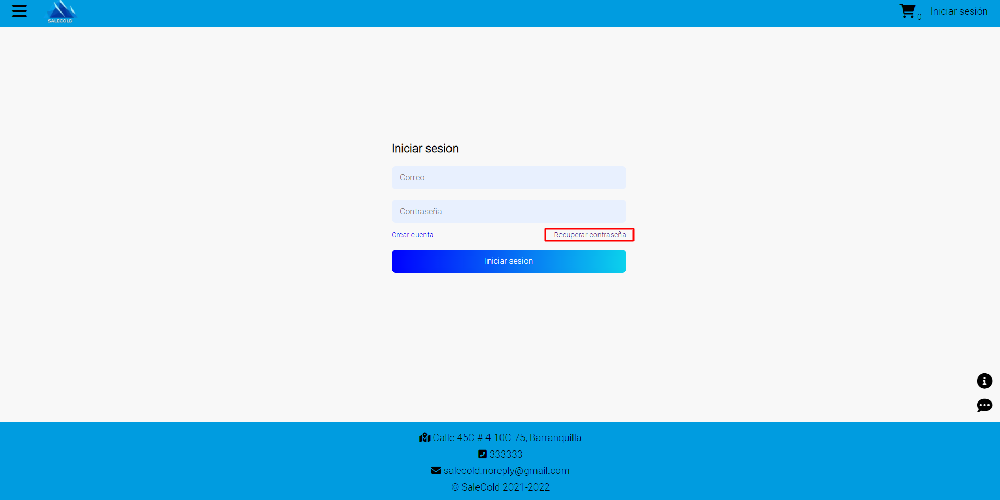 SALECOLD
0 Iniciar sesión
Iniciar sesion
Correo
Contraseña
Crear cuenta Recuperar contraseña
Iniciar sesion
Calle 45C # 4-10C-75, Barranquilla
333333
salecold.noreply@gmail.com
© SaleCold 2021-2022